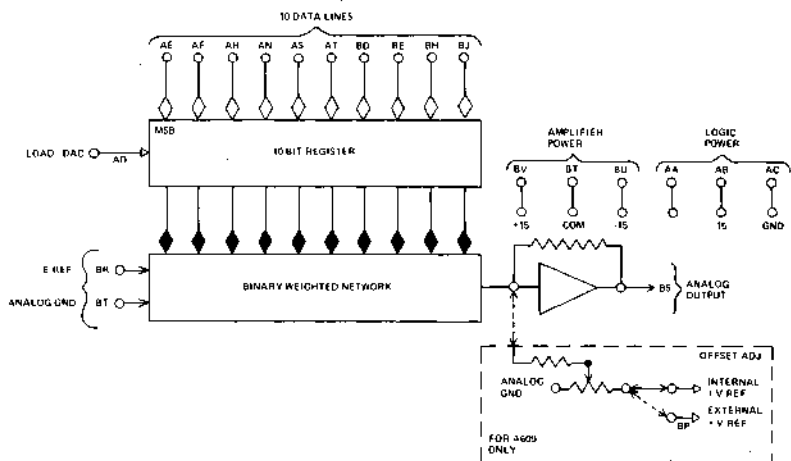 10 DATA LINES
AE AF AH AN AS AT BD BE BH BJ
MSB
LOAD DAC AD
10 BIT REGISTER
AMPLIFIER POWER
LOGIC POWER
BV BT BU AA AB AC
+15 COM -15 15 GND
E REF BR
ANALOG GND BT
BINARY WEIGHTED NETWORK
BS ANALOG OUTPUT
OFFSET ADJ
ANALOG GND
INTERNAL + V REF
EXTERNAL + V REF
BP
FOR A609 ONLY